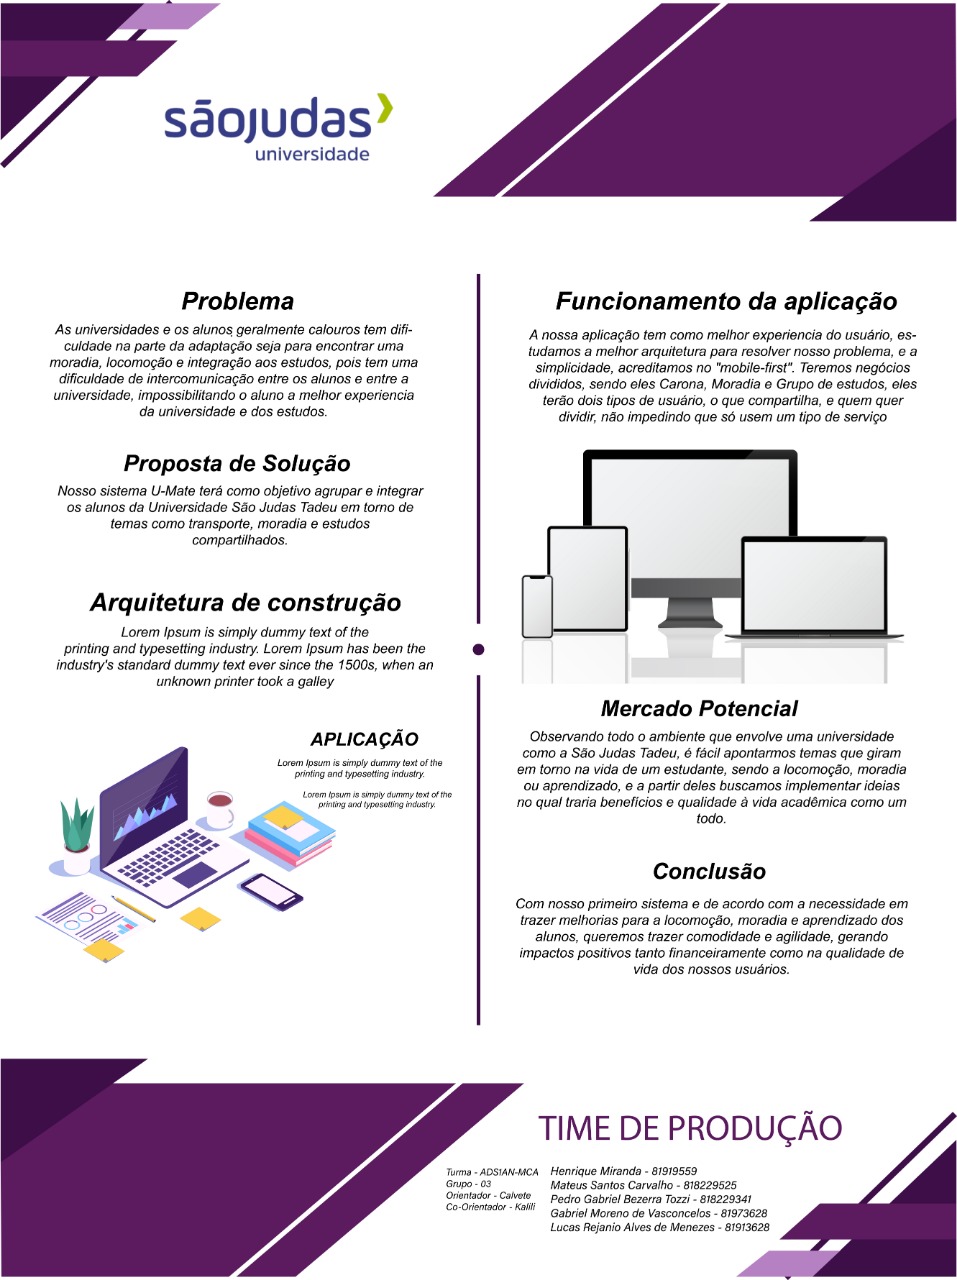 sãojudas
universidade
Problema
As universidades e os alunos geralmente calouros tem difi-
culdade na parte da adaptação seja para encontrar uma
moradia, locomoção e integração aos estudos, pois tem uma
dificuldade de intercomunicação entre os alunos e entre a
universidade, impossibilitando o aluno a melhor experiencia
da universidade e dos estudos.
Proposta de Solução
Nosso sistema U-Mate terá como objetivo agrupar e integrar
os alunos da Universidade São Judas Tadeu em torno de
temas como transporte, moradia e estudos
compartilhados.
Arquitetura de construção
Lorem Ipsum is simply dummy text of the
printing and typesetting industry. Lorem Ipsum has been the
industry's standard dummy text ever since the 1500s, when an
unknown printer took a galley
APLICAÇÃO
Lorem Ipsum is simply dummy text of the
printing and typesetting industry.
Lorem Ipsum is simply dummy text of the
printing and typesetting industry.
Funcionamento da aplicação
A nossa aplicação tem como melhor experiencia do usuário, es-
tudamos a melhor arquitetura para resolver nosso problema, e a
simplicidade, acreditamos no "mobile-first". Teremos negócios
divididos, sendo eles Carona, Moradia e Grupo de estudos, eles
terão dois tipos de usuário, o que compartilha, e quem quer
dividir, não impedindo que só usem um tipo de serviço
Mercado Potencial
Observando todo o ambiente que envolve uma universidade
como a São Judas Tadeu, é fácil apontarmos temas que giram
em torno na vida de um estudante, sendo a locomoção, moradia
ou aprendizado, e a partir deles buscamos implementar ideias
no qual traria benefícios e qualidade à vida acadêmica como um
todo.
Conclusão
Com nosso primeiro sistema e de acordo com a necessidade em
trazer melhorias para a locomoção, moradia e aprendizado dos
alunos, queremos trazer comodidade e agilidade, gerando
impactos positivos tanto financeiramente como na qualidade de
vida dos nossos usuários.
TIME DE PRODUÇÃO
Turma - ADS1AN-MCA
Grupo - 03
Orientador - Calvete
Co-Orientador - Kalili
Henrique Miranda - 81919559
Mateus Santos Carvalho - 818229525
Pedro Gabriel Bezerra Tozzi - 818229341
Gabriel Moreno de Vasconcelos - 81973628
Lucas Rejanio Alves de Menezes - 81913628